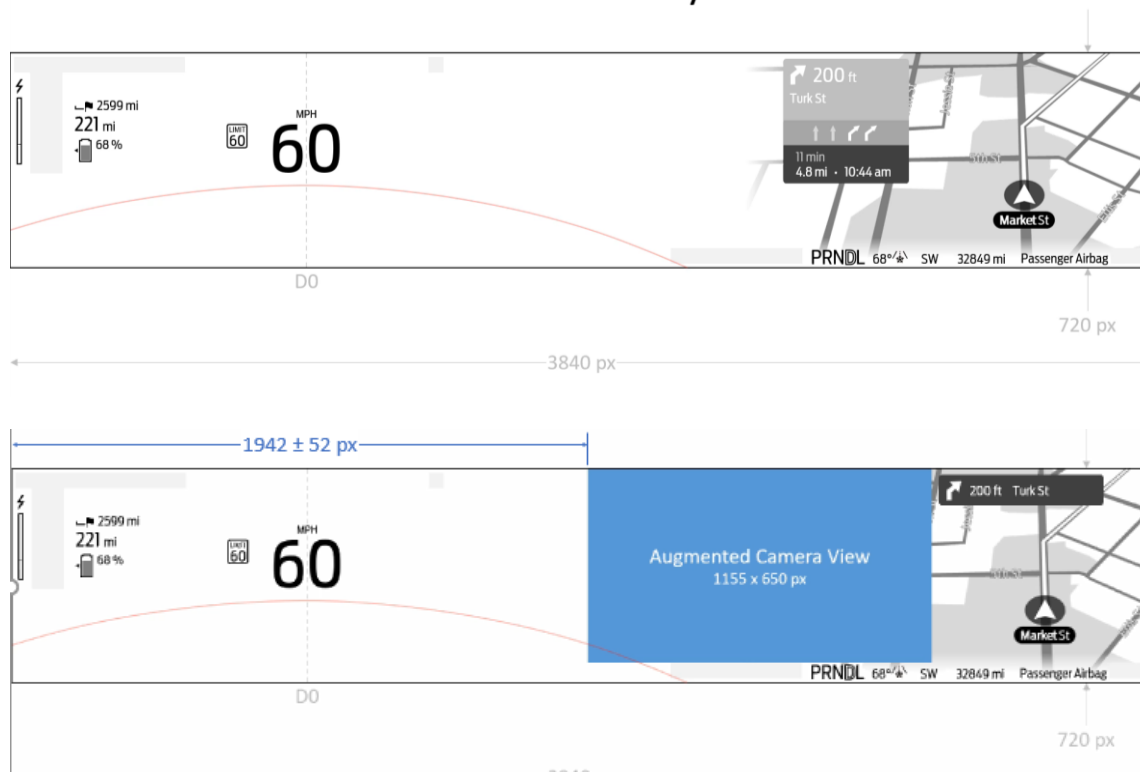 2599 mi
221 mi
68 %
LIMIT
60
MPH
60
200 ft
Turk St
11 min
4.8 mi · 10:44 am
Market St
PRNDL 68° SW 32849 mi Passenger Airbag
D0
720 px
3840 px
1942 ± 52 px
2599 mi
221 mi
68 %
LIMIT
60
MPH
60
Augmented Camera View
1155 x 650 px
200 ft Turk St
Market St
PRNDL 68° SW 32849 mi Passenger Airbag
D0
720 px